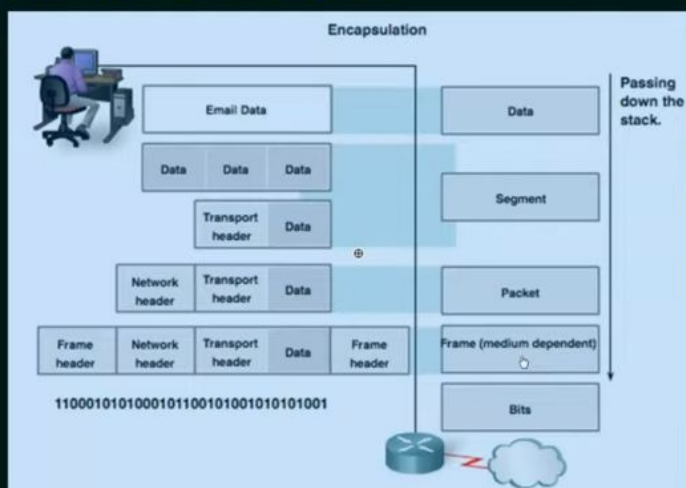 Encapsulation
Passing
down the
stack.
Email Data
Data
Data
Data
Data
Segment
Transport
header
Data
Network
header
Transport
header
Data
Packet
Frame
header
Network
header
Transport
header
Data
Frame
header
Frame (medium dependent)
1100010101000101100101001010101001
Bits